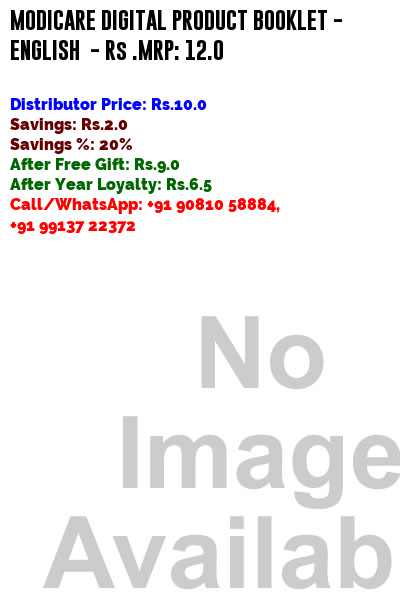 MODICARE DIGITAL PRODUCT BOOKLET -
ENGLISH - Rs .MRP: 12.0
Distributor Price: Rs.10.0
Savings: Rs.2.0
Savings %: 20%
After Free Gift: Rs.9.0
After Year Loyalty: Rs.6.5
Call/WhatsApp: +91 90810 58884,
+91 99137 22372
No
Image
Availab